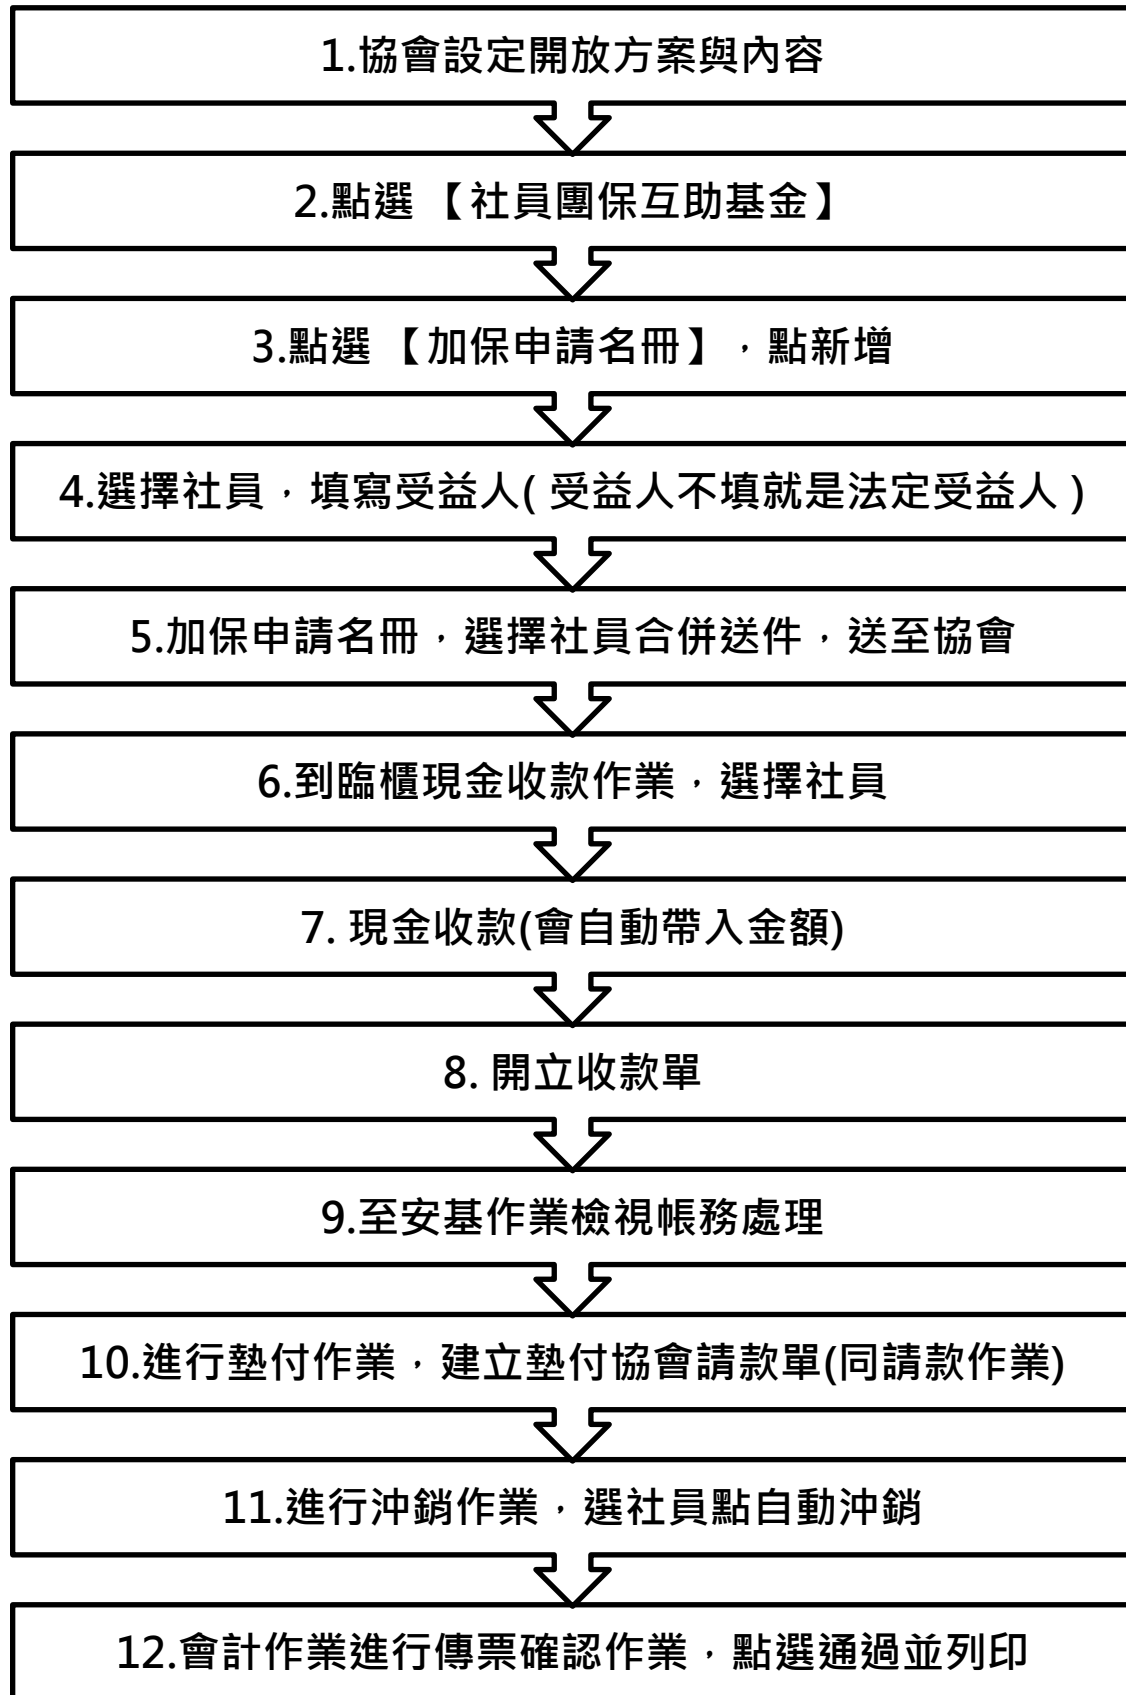 1.協會設定開放方案與內容
2.點選 【社員團保互助基金】
3.點選 【加保申請名冊】，點新增
4.選擇社員，填寫受益人( 受益人不填就是法定受益人 )
5.加保申請名冊，選擇社員合併送件，送至協會
6.到臨櫃現金收款作業，選擇社員
7. 現金收款(會自動帶入金額)
8. 開立收款單
9.至安基作業檢視帳務處理
10.進行墊付作業，建立墊付協會請款單(同請款作業)
11.進行沖銷作業，選社員點自動沖銷
12.會計作業進行傳票確認作業，點選通過並列印